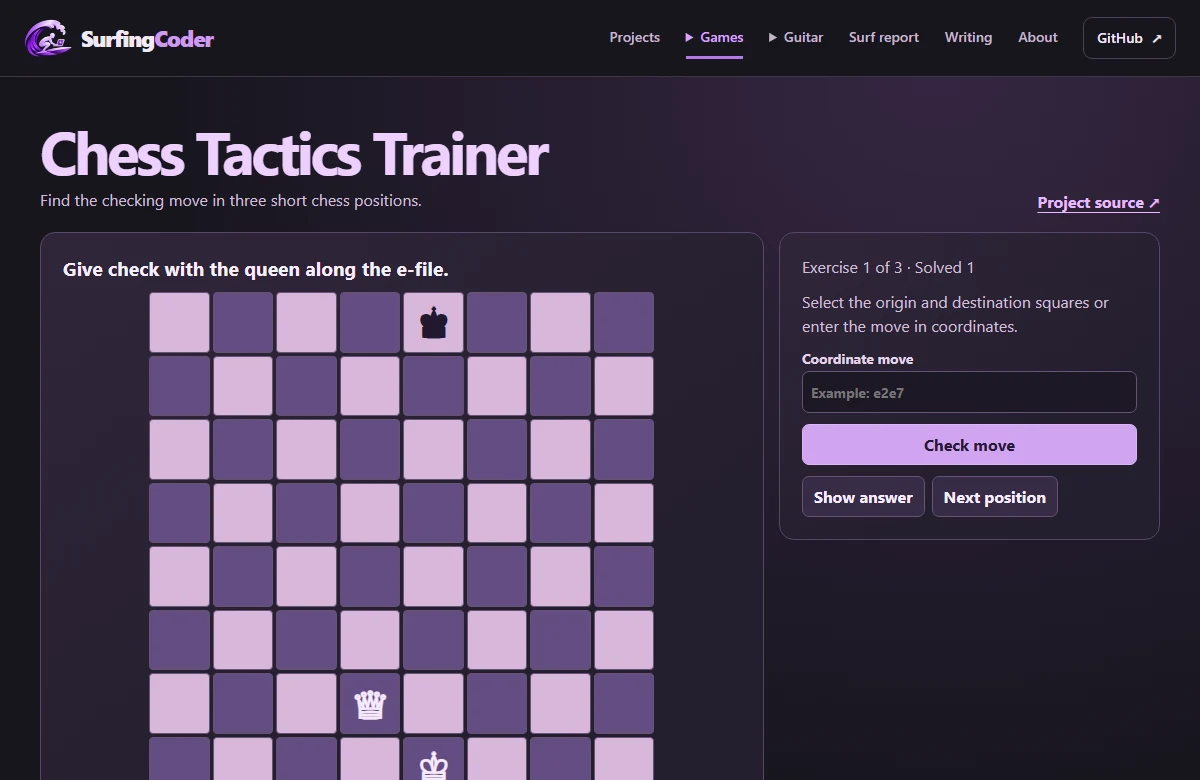 SurfingCoder
Projects
▶ Games
▶ Guitar
Surf report
Writing
About
GitHub ↗
Chess Tactics Trainer
Find the checking move in three short chess positions.
Project source ↗
Give check with the queen along the e-file.
Exercise 1 of 3 · Solved 1
Select the origin and destination squares or
enter the move in coordinates.
Coordinate move
Example: e2e7
Check move
Show answer
Next position